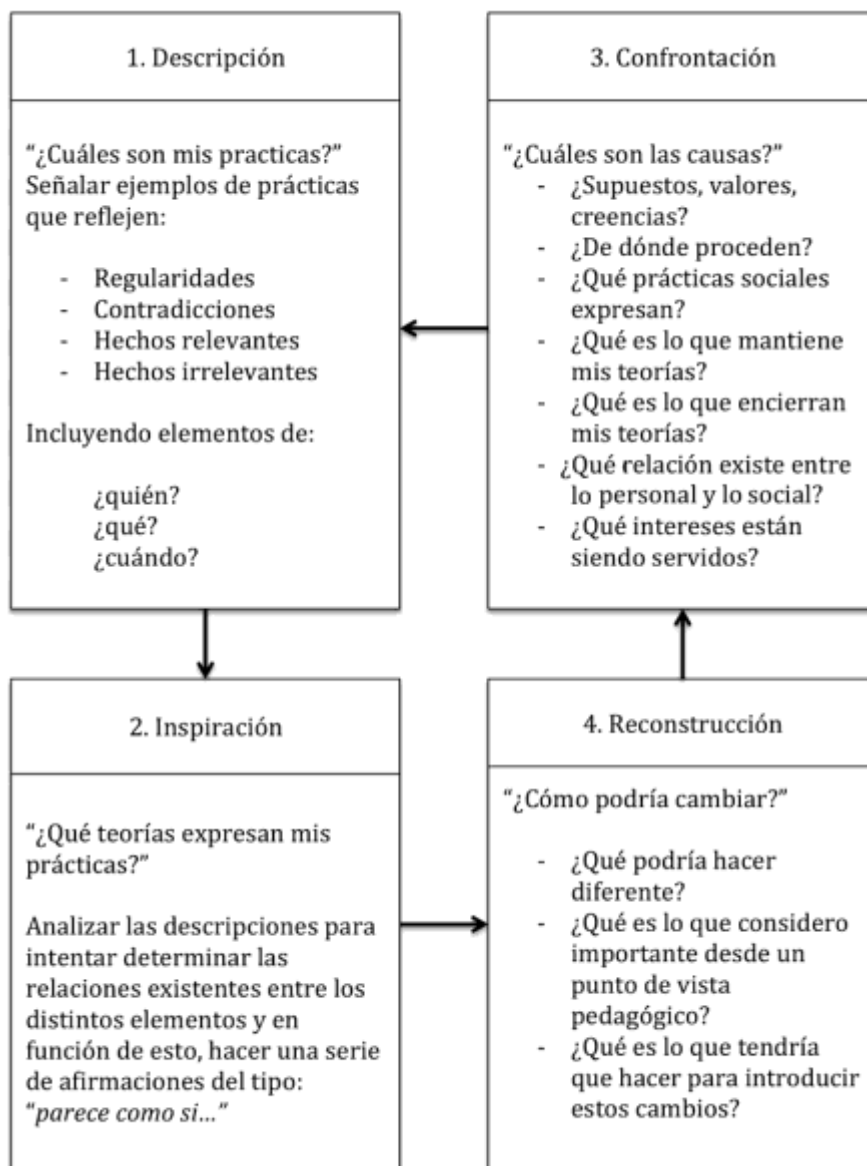 1. Descripción
“¿Cuáles son mis practicas?”
Señalar ejemplos de prácticas
que reflejen:
- Regularidades
- Contradicciones
- Hechos relevantes
- Hechos irrelevantes
Incluyendo elementos de:
¿quién?
¿qué?
¿cuándo?
2. Inspiración
“¿Qué teorías expresan mis
prácticas?”
Analizar las descripciones para
intentar determinar las
relaciones existentes entre los
distintos elementos y en
función de esto, hacer una serie
de afirmaciones del tipo:
“parece como si…”
3. Confrontación
“¿Cuáles son las causas?”
- ¿Supuestos, valores,
creencias?
- ¿De dónde proceden?
- ¿Qué prácticas sociales
expresan?
- ¿Qué es lo que mantiene
mis teorías?
- ¿Qué es lo que encierran
mis teorías?
- ¿Qué relación existe entre
lo personal y lo social?
- ¿Qué intereses están
siendo servidos?
4. Reconstrucción
“¿Cómo podría cambiar?”
- ¿Qué podría hacer
diferente?
- ¿Qué es lo que considero
importante desde un
punto de vista
pedagógico?
- ¿Qué es lo que tendría
que hacer para introducir
estos cambios?